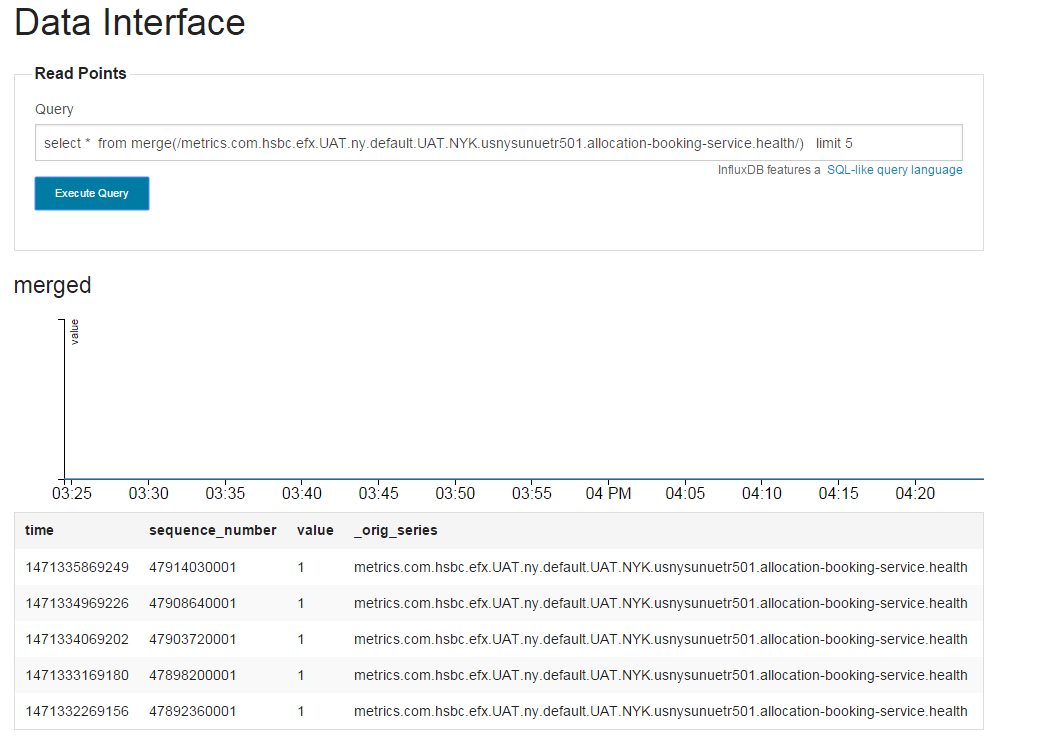 Data Interface
Read Points
Query
select *  from merge(/metrics.com.hsbc.efx.UAT.ny.default.UAT.NYK.usnysunuetr501.allocation-booking-service.health/)   limit 5
InfluxDB features a  SQL-like query language
Execute Query
merged
value
03:25 03:30 03:35 03:40 03:45 03:50 03:55 04 PM 04:05 04:10 04:15 04:20
time sequence_number value _orig_series
1471335869249 47914030001 1 metrics.com.hsbc.efx.UAT.ny.default.UAT.NYK.usnysunuetr501.allocation-booking-service.health
1471334969226 47908640001 1 metrics.com.hsbc.efx.UAT.ny.default.UAT.NYK.usnysunuetr501.allocation-booking-service.health
1471334069202 47903720001 1 metrics.com.hsbc.efx.UAT.ny.default.UAT.NYK.usnysunuetr501.allocation-booking-service.health
1471333169180 47898200001 1 metrics.com.hsbc.efx.UAT.ny.default.UAT.NYK.usnysunuetr501.allocation-booking-service.health
1471332269156 47892360001 1 metrics.com.hsbc.efx.UAT.ny.default.UAT.NYK.usnysunuetr501.allocation-booking-service.health